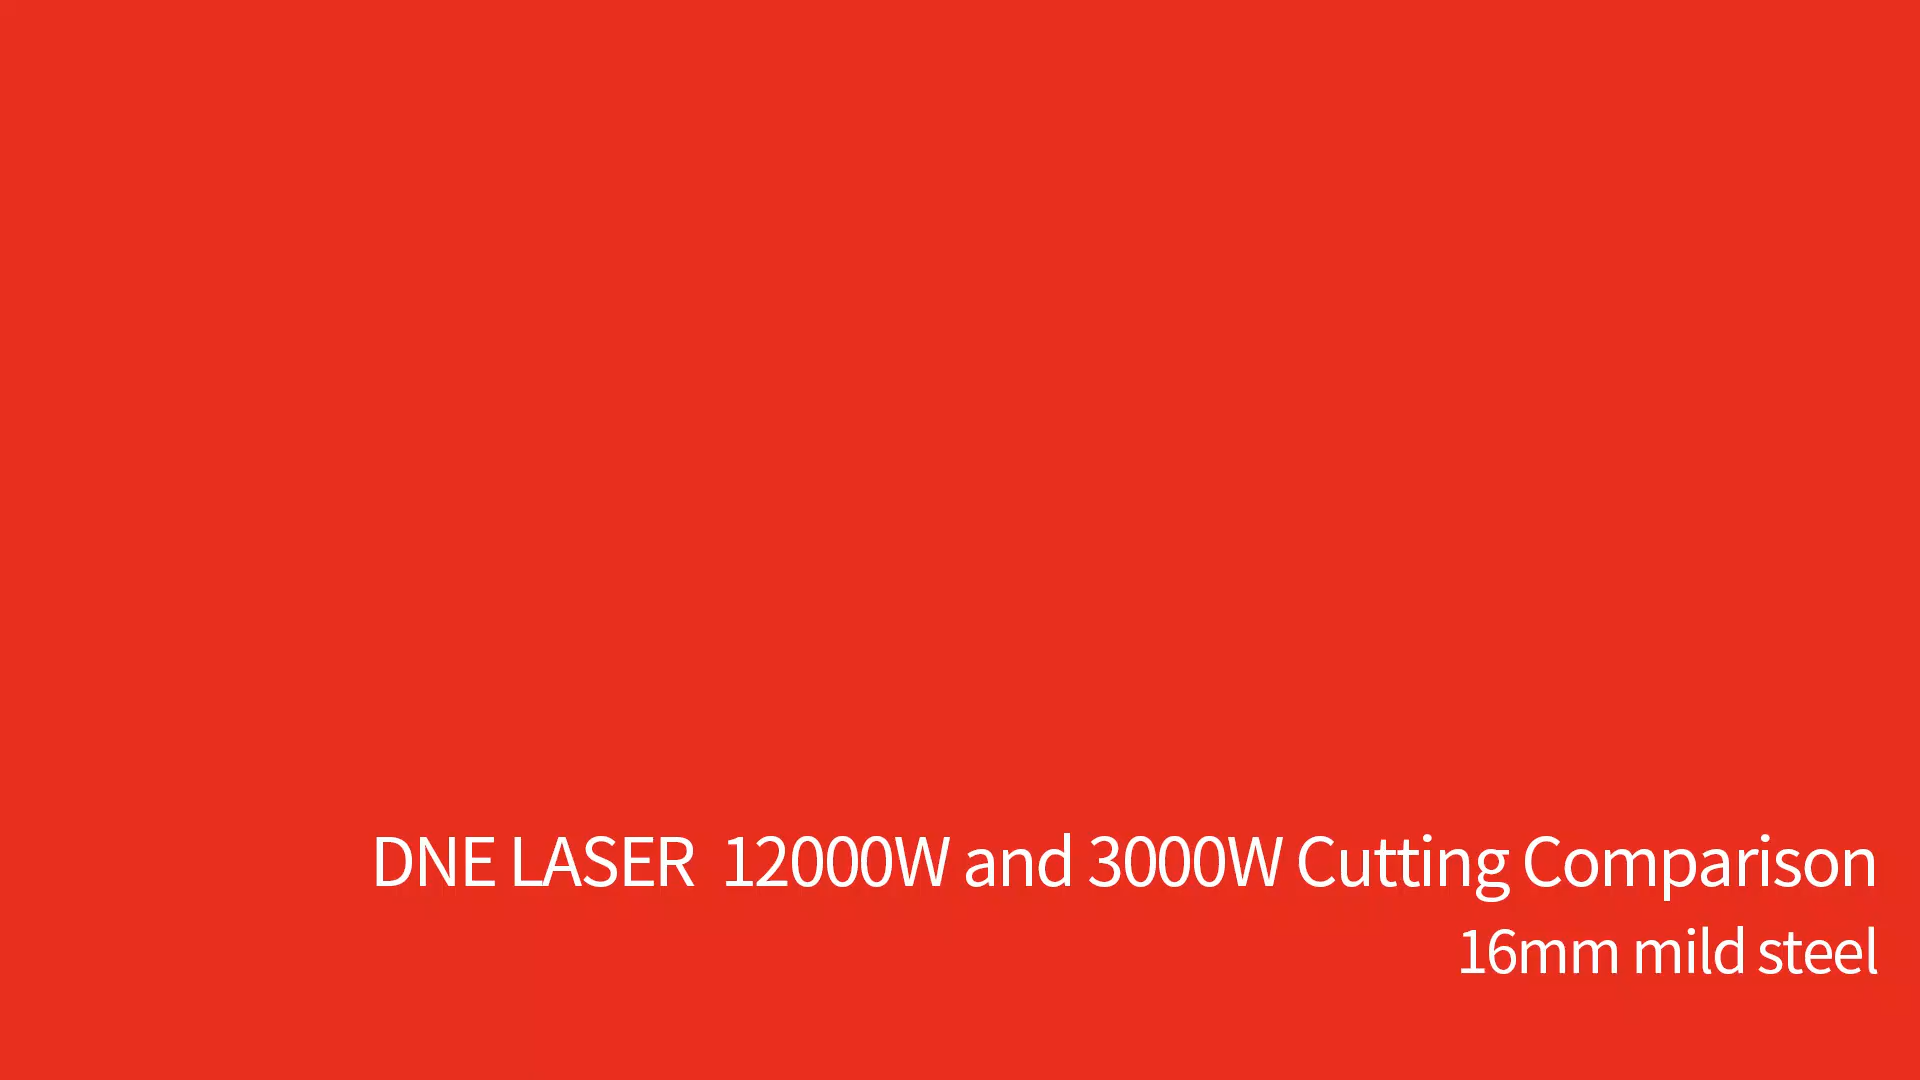 DNE LASER 12000W and 3000W Cutting Comparison
16mm mild steel